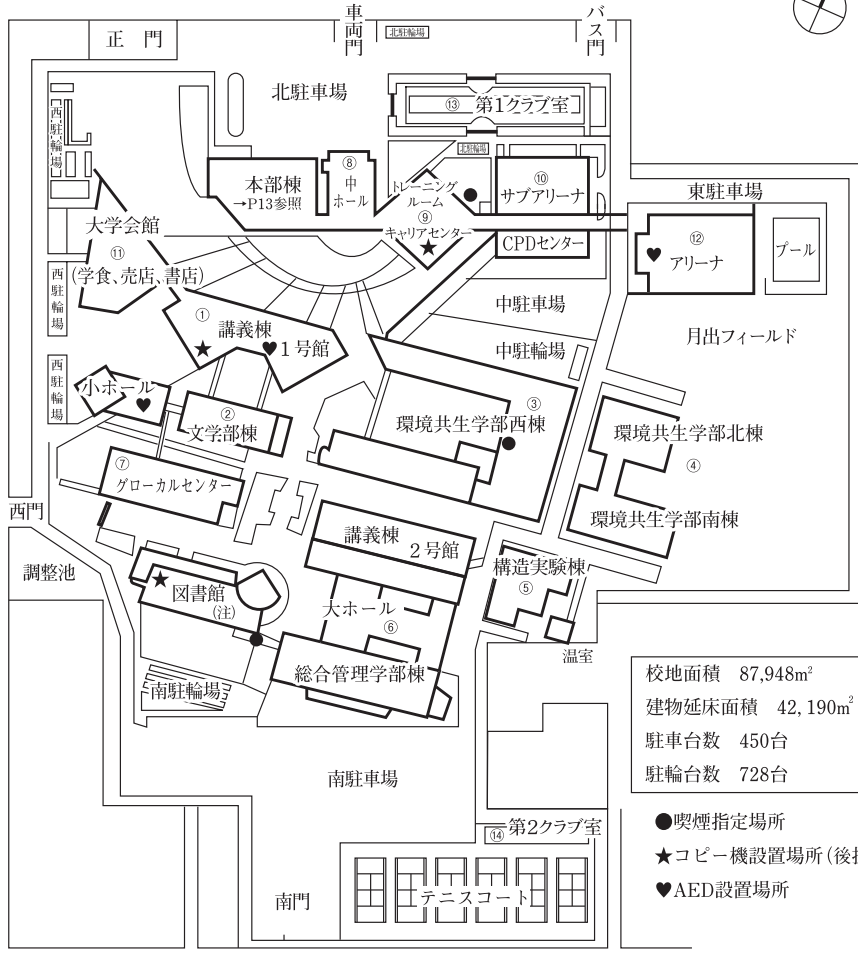 正門
車両門
北駐輪場
バス門
北駐車場
⑬ 第1クラブ室
西駐輪場
北駐輪場
⑧ 中ホール
本部棟
→P13参照
トレーニングルーム
⑨
キャリアセンター
★
●
⑩
サブアリーナ
CPDセンター
東駐車場
⑫
♥ アリーナ
プール
大学会館
⑪
(学食、売店、書店)
西駐輪場
中駐車場
月出フィールド
①
講義棟
★ ♥ 1号館
中駐輪場
西駐輪場
小ホール
♥
②
文学部棟
③
環境共生学部西棟
●
環境共生学部北棟
④
環境共生学部南棟
⑦
グローカルセンター
西門
講義棟
2号館
調整池
構造実験棟
⑤
★ 図書館
(注)
●
大ホール
⑥
温室
総合管理学部棟
南駐輪場
校地面積 87,948m²
建物延床面積 42,190m²
駐車台数 450台
駐輪台数 728台
南駐車場
●喫煙指定場所
★コピー機設置場所(後
♥AED設置場所
第2クラブ室
⑭
テニスコート
南門